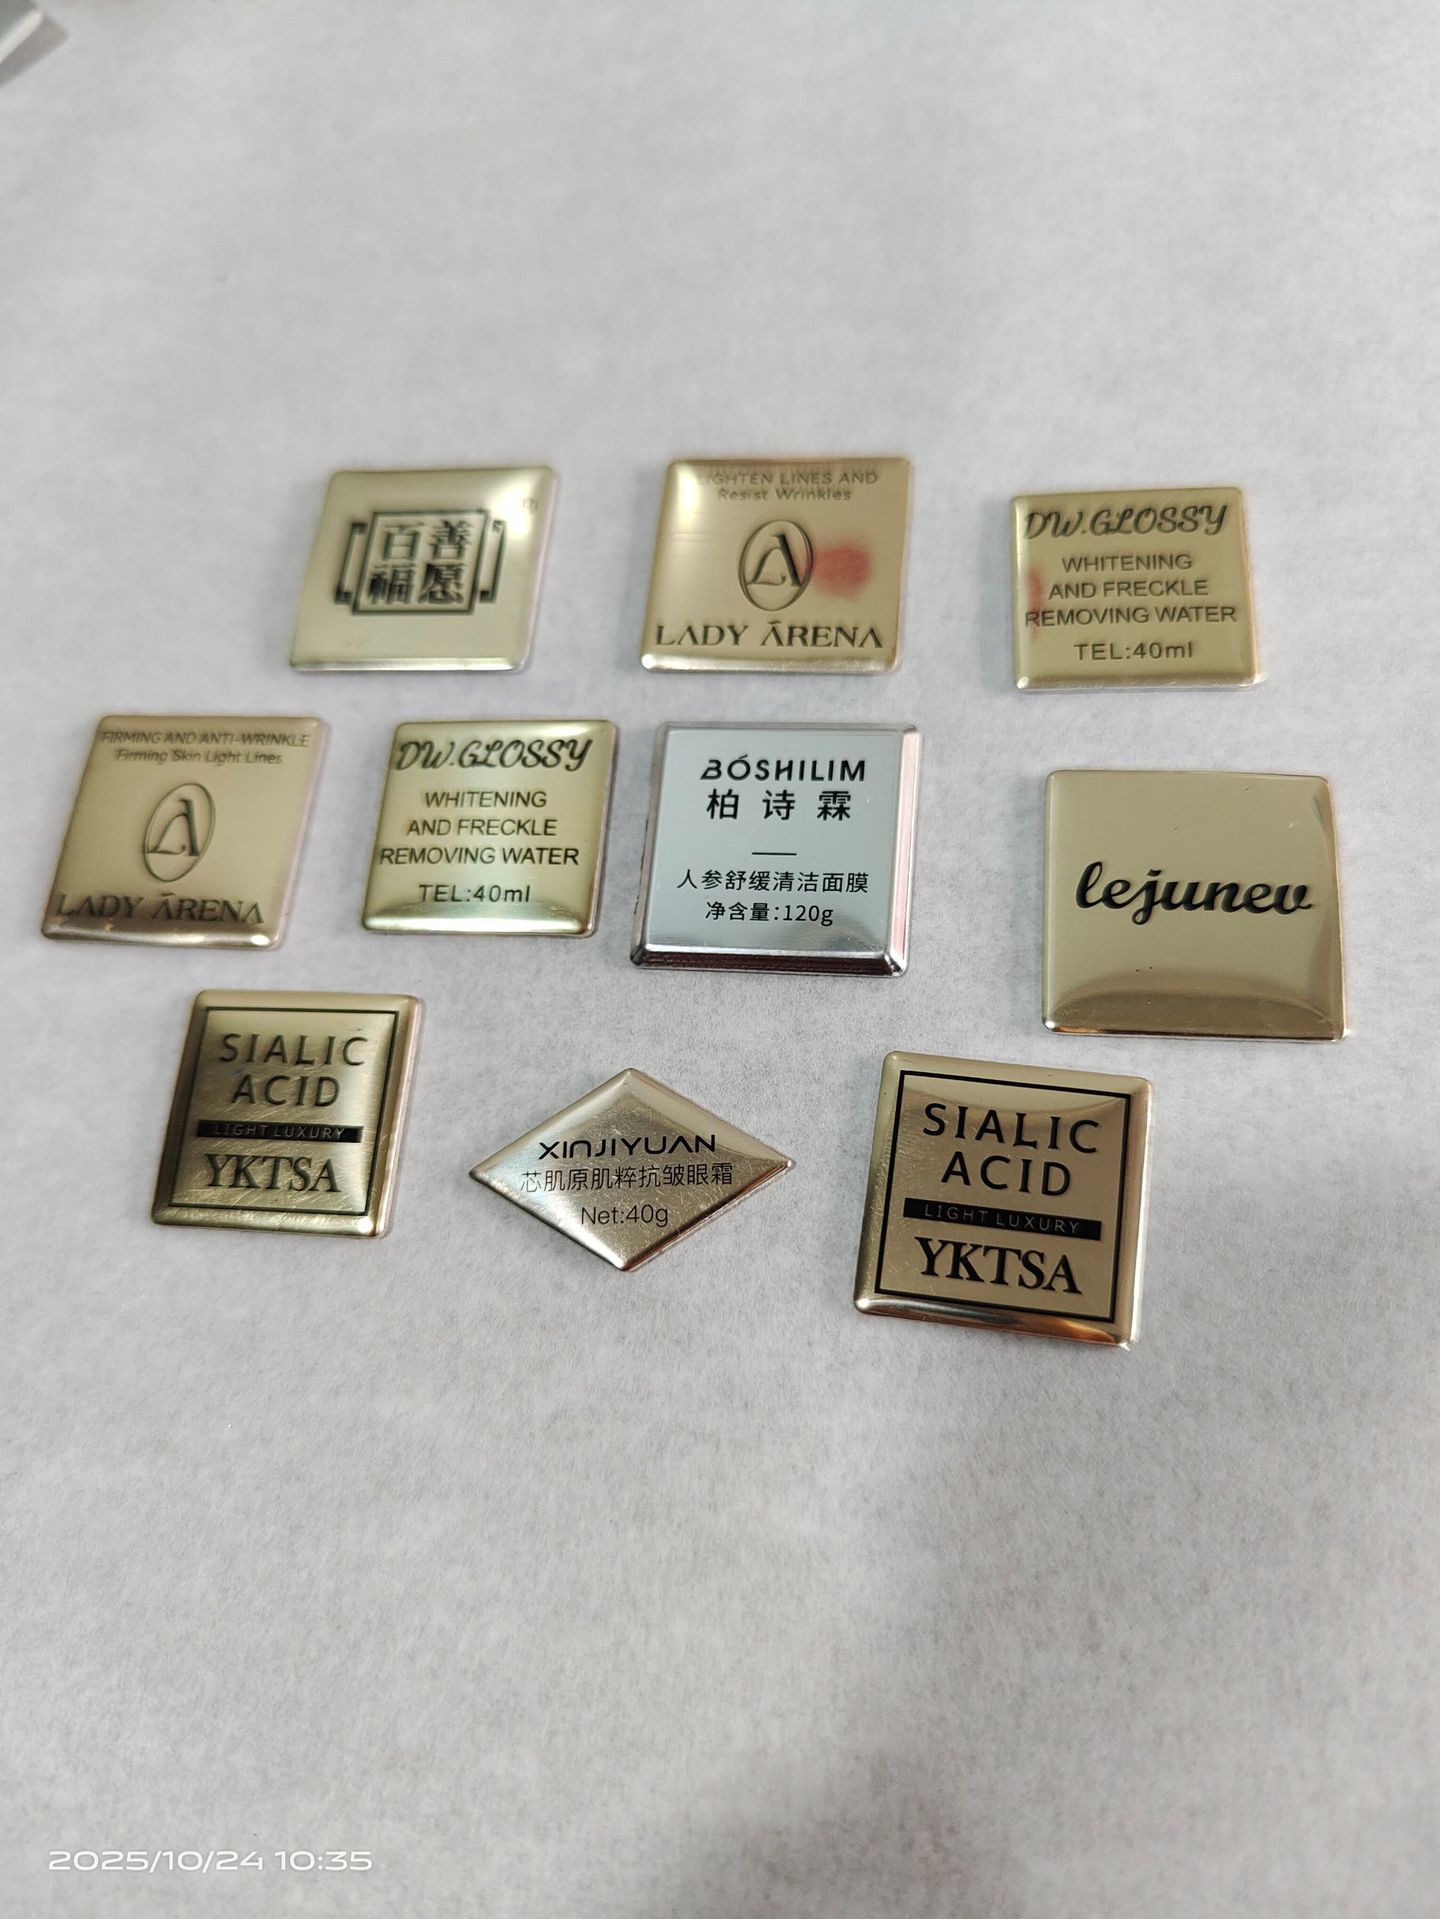 百善
福愿
LIGHTEN LINES AND
Resist Wrinkles
LADY ĀRENA
DW.GLOSSY
WHITENING
AND FRECKLE
REMOVING WATER
TEL:40ml
FIRMING AND ANTI-WRINKLE
Firming Skin Light Lines
LADY ĀRENA
DW.GLOSSY
WHITENING
AND FRECKLE
REMOVING WATER
TEL:40ml
BÓSHILIM
柏诗霖
人参舒缓清洁面膜
净含量:120g
lejunev
SIALIC
ACID
LIGHT LUXURY
YKTSA
XINJIYUAN
芯肌原肌粹抗皱眼霜
Net:40g
SIALIC
ACID
LIGHT LUXURY
YKTSA
2025/10/24 10:35